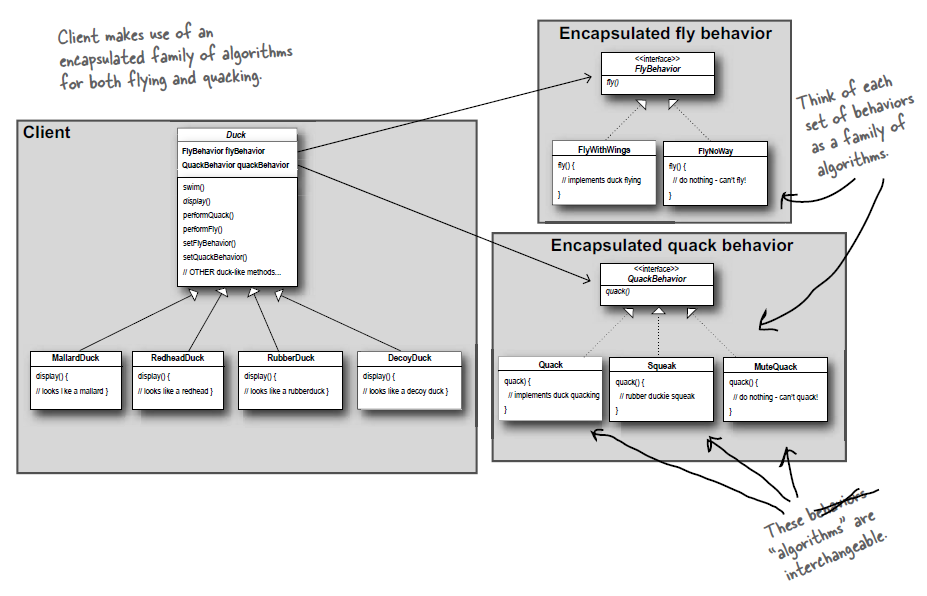 Client makes use of an
encapsulated family of algorithms
for both flying and quacking.
Client
Duck
FlyBehavior flyBehavior
QuackBehavior quackBehavior
swim()
display()
performQuack()
performFly()
setFlyBehavior()
setQuackBehavior()
// OTHER duck-like methods...
MallardDuck
display() {
// looks like a mallard }
RedheadDuck
display() {
// looks like a redhead }
RubberDuck
display() {
// looks like a rubberduck }
DecoyDuck
display() {
// looks like a decoy duck }
Encapsulated fly behavior
<<interface>>
FlyBehavior
fly()
FlyWithWings
fly() {
// implements duck flying
}
FlyNoWay
fly() {
// do nothing - can't fly!
}
Think of each
set of behaviors
as a family of
algorithms.
Encapsulated quack behavior
<<interface>>
QuackBehavior
quack()
Quack
quack) {
// implements duck quacking
}
Squeak
quack() {
// rubber duckie squeak
}
MuteQuack
quack() {
// do nothing - can't quack!
}
These behaviors
“algorithms” are
interchangeable.